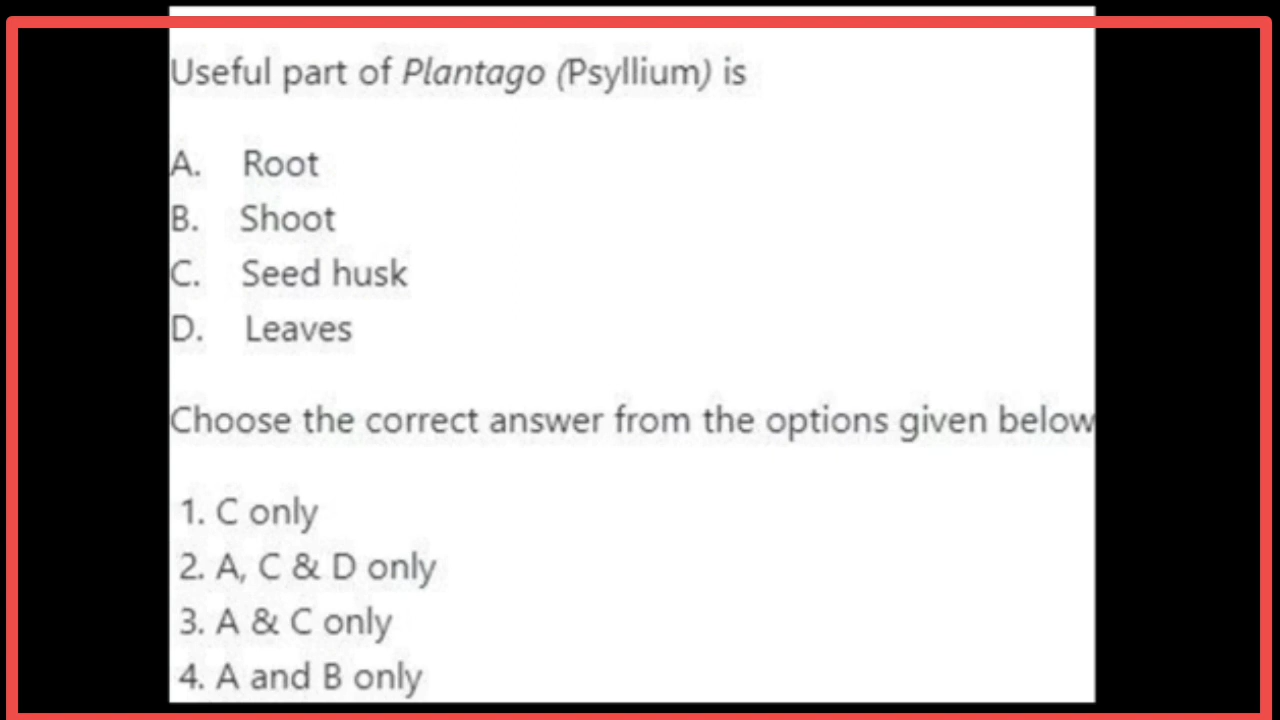 Useful part of Plantago (Psyllium) is
A. Root
B. Shoot
C. Seed husk
D. Leaves
Choose the correct answer from the options given below
1. C only
2. A, C & D only
3. A & C only
4. A and B only